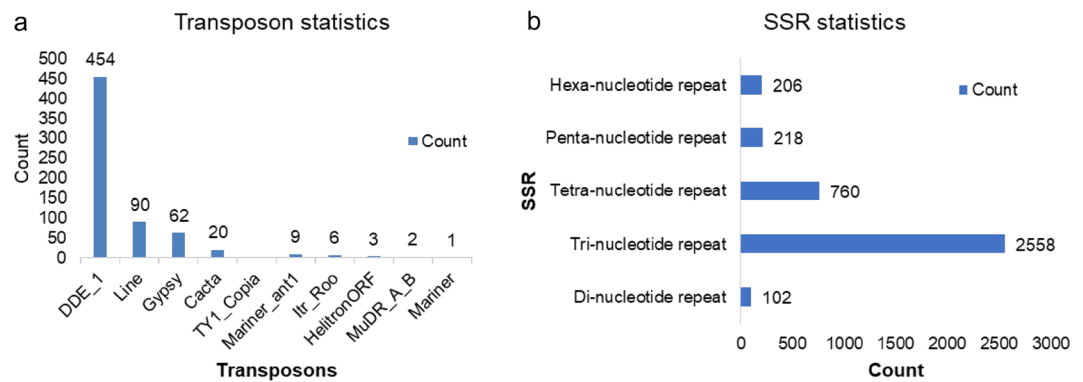 a
Transposon statistics
500
450
400
350
300
250
200
150
100
50
0
Count
454
90
62
20
9
6
3
2
1
Count
DDE_1
Line
Gypsy
Cacta
TY1_Copia
Mariner_ant1
Itr_Roo
HelitronORF
MuDR_A_B
Mariner
Transposons
b
SSR statistics
SSR
Hexa-nucleotide repeat
206
Penta-nucleotide repeat
218
Tetra-nucleotide repeat
760
Tri-nucleotide repeat
2558
Di-nucleotide repeat
102
Count
0 500 1000 1500 2000 2500 3000
Count